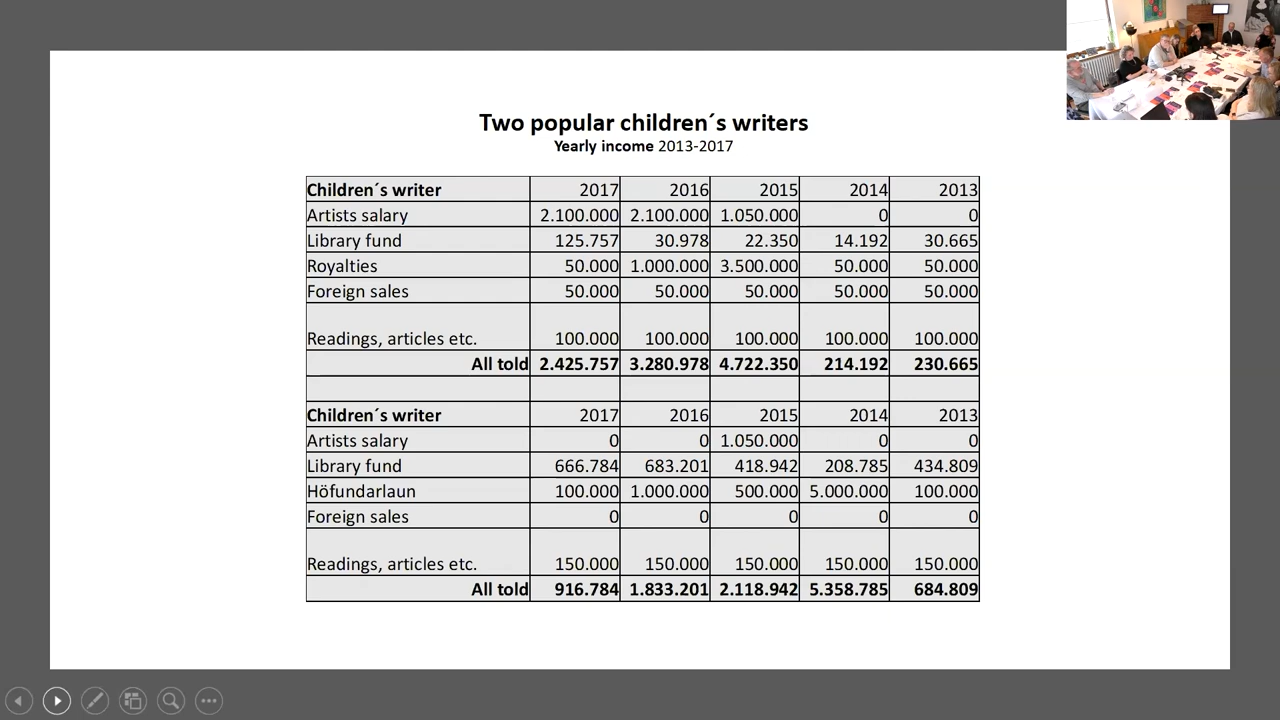 Two popular children´s writers
Yearly income 2013-2017
Children´s writer 2017 2016 2015 2014 2013
Artists salary 2.100.000 2.100.000 1.050.000 0 0
Library fund 125.757 30.978 22.350 14.192 30.665
Royalties 50.000 1.000.000 3.500.000 50.000 50.000
Foreign sales 50.000 50.000 50.000 50.000 50.000
Readings, articles etc. 100.000 100.000 100.000 100.000 100.000
All told 2.425.757 3.280.978 4.722.350 214.192 230.665
Children´s writer 2017 2016 2015 2014 2013
Artists salary 0 0 1.050.000 0 0
Library fund 666.784 683.201 418.942 208.785 434.809
Höfundarlaun 100.000 1.000.000 500.000 5.000.000 100.000
Foreign sales 0 0 0 0 0
Readings, articles etc. 150.000 150.000 150.000 150.000 150.000
All told 916.784 1.833.201 2.118.942 5.358.785 684.809